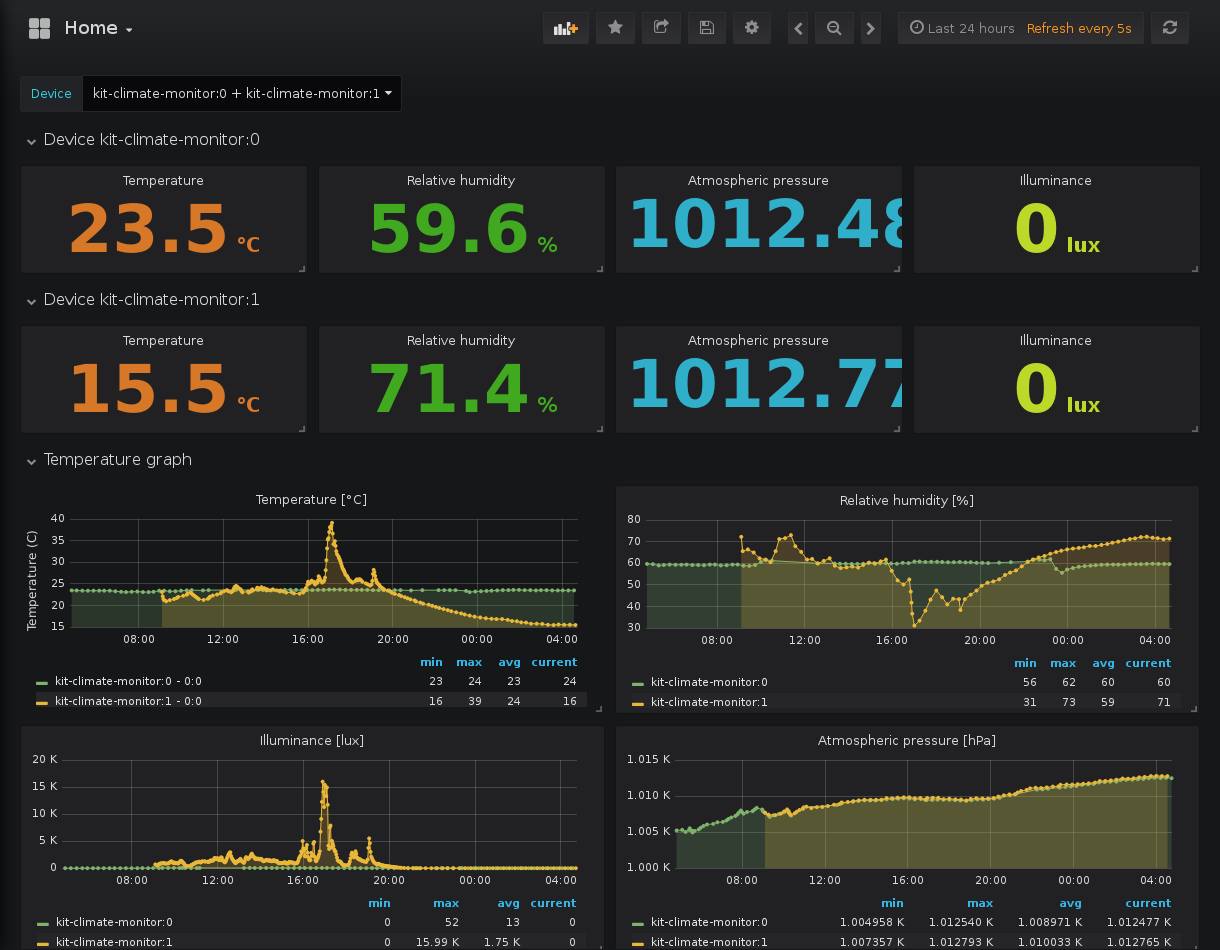 Home
Last 24 hours Refresh every 5s
Device kit-climate-monitor:0 + kit-climate-monitor:1
Device kit-climate-monitor:0
Temperature Relative humidity Atmospheric pressure Illuminance
23.5 °C 59.6 % 1012.48 0 lux
Device kit-climate-monitor:1
Temperature Relative humidity Atmospheric pressure Illuminance
15.5 °C 71.4 % 1012.77 0 lux
Temperature graph
Temperature [°C]
Temperature (C)
40
35
30
25
20
15
08:00 12:00 16:00 20:00 00:00 04:00
min max avg current
kit-climate-monitor:0 - 0:0 23 24 23 24
kit-climate-monitor:1 - 0:0 16 39 24 16
Relative humidity [%]
80
70
60
50
40
30
08:00 12:00 16:00 20:00 00:00 04:00
min max avg current
kit-climate-monitor:0 56 62 60 60
kit-climate-monitor:1 31 73 59 71
Illuminance [lux]
20 K
15 K
10 K
5 K
0
08:00 12:00 16:00 20:00 00:00 04:00
min max avg current
kit-climate-monitor:0 0 52 13 0
kit-climate-monitor:1 0 15.99 K 1.75 K 0
Atmospheric pressure [hPa]
1.015 K
1.010 K
1.005 K
1.000 K
08:00 12:00 16:00 20:00 00:00 04:00
min max avg current
kit-climate-monitor:0 1.004958 K 1.012540 K 1.008971 K 1.012477 K
kit-climate-monitor:1 1.007357 K 1.012793 K 1.010033 K 1.012765 K